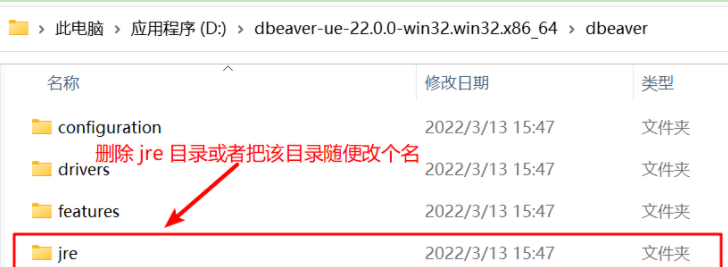 此电脑 > 应用程序 (D:) > dbeaver-ue-22.0.0-win32.win32.x86_64 > dbeaver
名称 修改日期 类型
configuration 2022/3/13 15:47 文件夹
删除 jre 目录或者把该目录随便改个名
drivers 2022/3/13 15:47 文件夹
features 2022/3/13 15:47 文件夹
jre 2022/3/13 15:47 文件夹